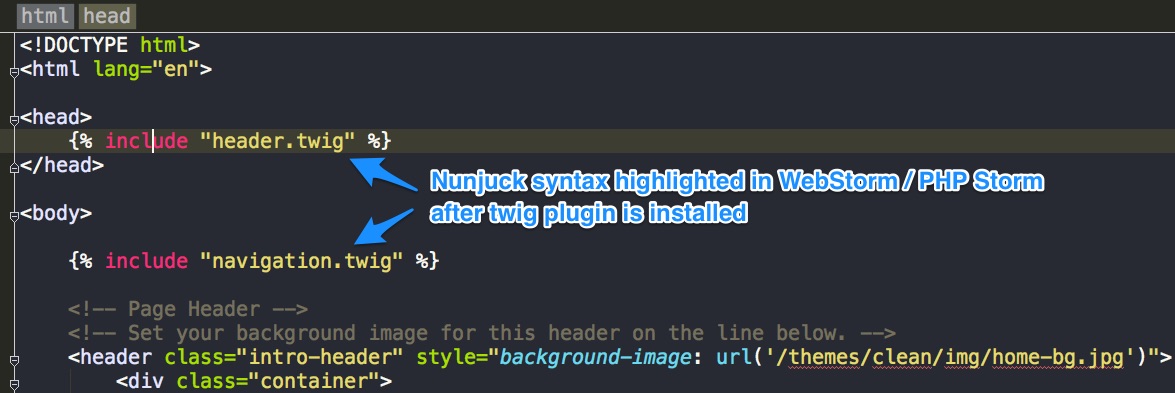 html head
<!DOCTYPE html>
<html lang="en">
<head>
{% include "header.twig" %}
</head>
Nunjuck syntax highlighted in WebStorm / PHP Storm
after twig plugin is installed
<body>
{% include "navigation.twig" %}
<!-- Page Header -->
<!-- Set your background image for this header on the line below. -->
<header class="intro-header" style="background-image: url('/themes/clean/img/home-bg.jpg')">
<div class="container">